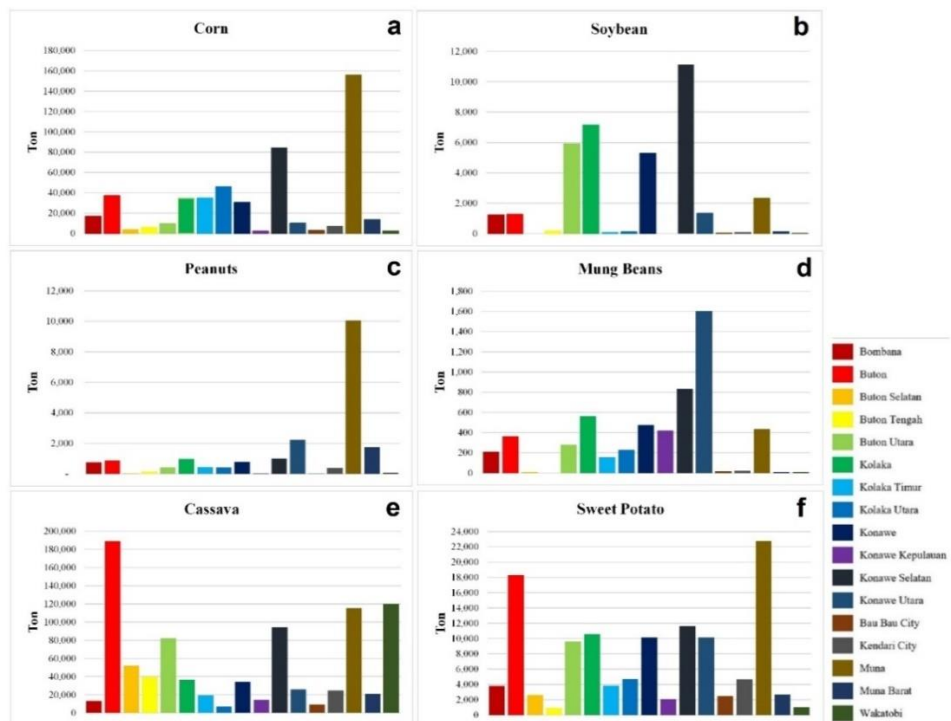 Corn
a
180,000
160,000
140,000
120,000
100,000
80,000
60,000
40,000
20,000
0
Ton
Soybean
b
12,000
10,000
8,000
6,000
4,000
2,000
0
Ton
Peanuts
c
12,000
10,000
8,000
6,000
4,000
2,000
-
Ton
Mung Beans
d
1,800
1,600
1,400
1,200
1,000
800
600
400
200
0
Ton
Cassava
e
200,000
180,000
160,000
140,000
120,000
100,000
80,000
60,000
40,000
20,000
0
Ton
Sweet Potato
f
24,000
22,000
20,000
18,000
16,000
14,000
12,000
10,000
8,000
6,000
4,000
2,000
0
Ton
Bombana
Buton
Buton Selatan
Buton Tengah
Buton Utara
Kolaka
Kolaka Timur
Kolaka Utara
Konawe
Konawe Kepulauan
Konawe Selatan
Konawe Utara
Bau Bau City
Kendari City
Muna
Muna Barat
Wakatobi